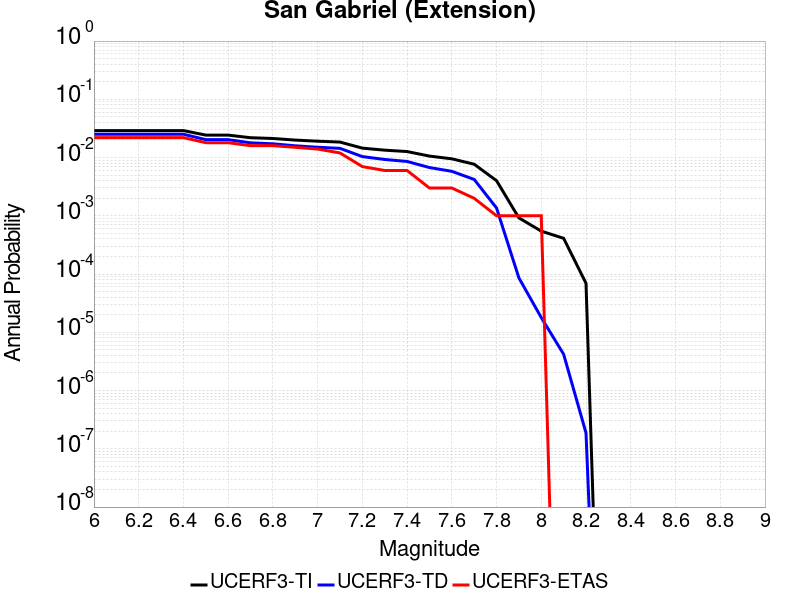 San Gabriel (Extension)
10^0
10^-1
10^-2
10^-3
10^-4
10^-5
10^-6
10^-7
10^-8
Annual Probability
6 6.2 6.4 6.6 6.8 7 7.2 7.4 7.6 7.8 8 8.2 8.4 8.6 8.8 9
Magnitude
UCERF3-TI UCERF3-TD UCERF3-ETAS